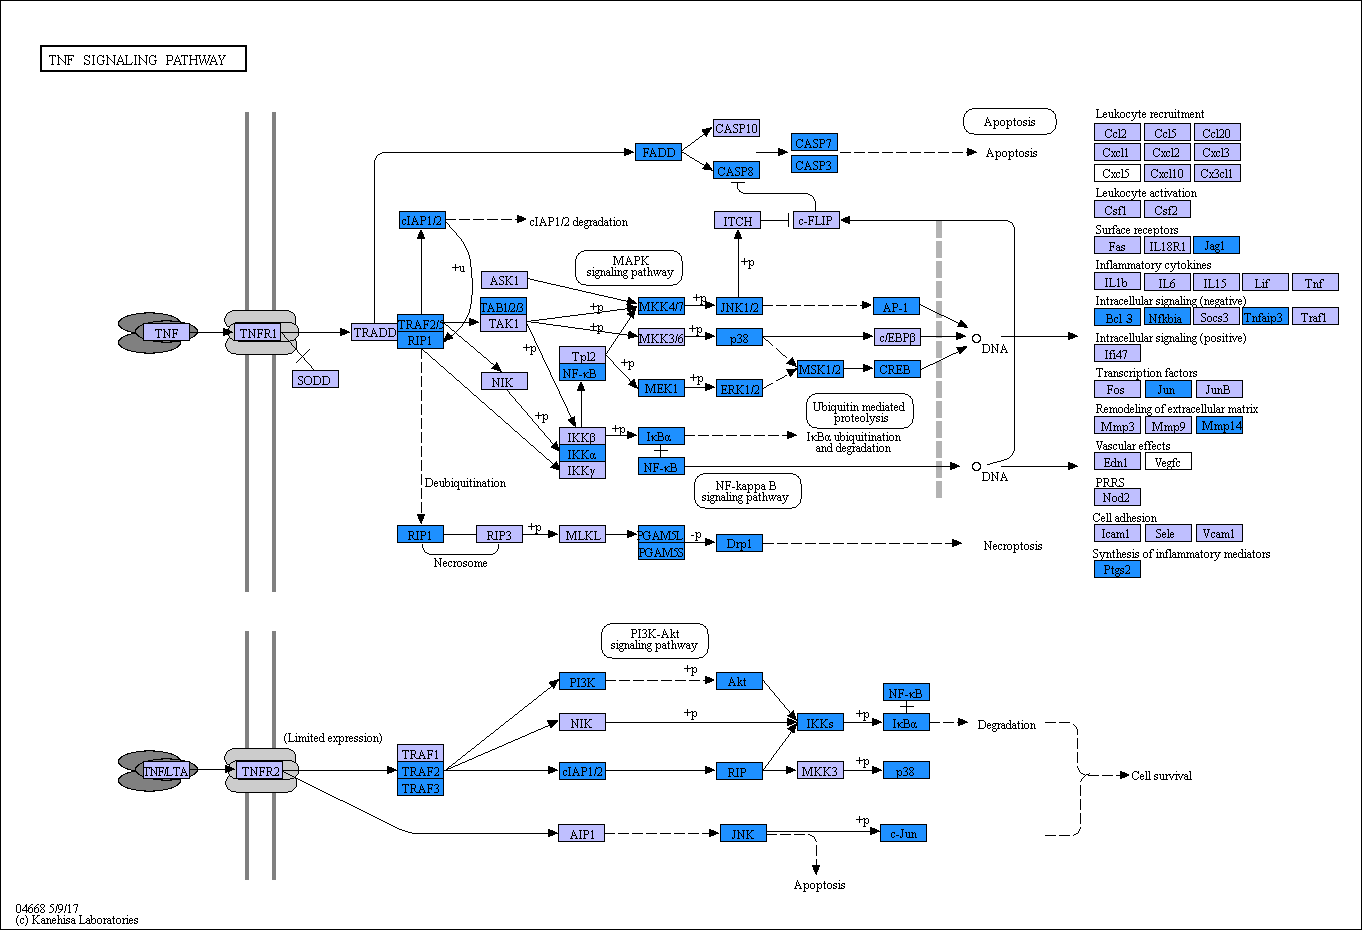 TNF SIGNALING PATHWAY
Apoptosis
Apoptosis
FADD
CASP10
CASP8
CASP7
CASP3
cIAP1/2
cIAP1/2 degradation
ITCH
c-FLIP
+u
+p
MAPK
signaling pathway
ASK1
TAB1/2/3
TAK1
+p
+p
+p
MKK4/7
+p
JNK1/2
AP-1
TNF
TNFR1
SODD
TRADD
TRAF2/5
RIP1
MKK3/6
+p
p38
c/EBPβ
DNA
Tpl2
NF-κB
+p
NIK
MEK1
+p
ERK1/2
MSK1/2
CREB
+p
Ubiquitin mediated
proteolysis
IKKβ
IKKα
IKKγ
+p
IκBα
IκBα ubiquitination
and degradation
NF-κB
DNA
NF-kappa B
signaling pathway
Deubiquitination
RIP1
RIP3
Necrosome
+p
MLKL
PGAM5L
PGAM5S
-p
Drp1
Necroptosis
Leukocyte recruitment
Ccl2 Ccl5 Ccl20
Cxcl1 Cxcl2 Cxcl3
Cxcl5 Cxcl10 Cx3cl1
Leukocyte activation
Csf1 Csf2
Surface receptors
Fas IL18R1 Jag1
Inflammatory cytokines
IL1b IL6 IL15 Lif Tnf
Intracellular signaling (negative)
Bcl3 Nfkbia Socs3 Tnfaip3 Traf1
Intracellular signaling (positive)
Ifi47
Transcription factors
Fos Jun JunB
Remodeling of extracellular matrix
Mmp3 Mmp9 Mmp14
Vascular effects
Edn1 Vegfc
PRRS
Nod2
Cell adhesion
Icam1 Sele Vcam1
Synthesis of inflammatory mediators
Ptgs2
PI3K-Akt
signaling pathway
PI3K
+p
Akt
NIK
+p
IKKs
+p
NF-κB
IκBα
Degradation
(Limited expression)
TNF/LTA
TNFR2
TRAF1
TRAF2
TRAF3
cIAP1/2
RIP
MKK3
+p
p38
Cell survival
AIP1
JNK
+p
c-Jun
Apoptosis
04668 5/9/17
(c) Kanehisa Laboratories